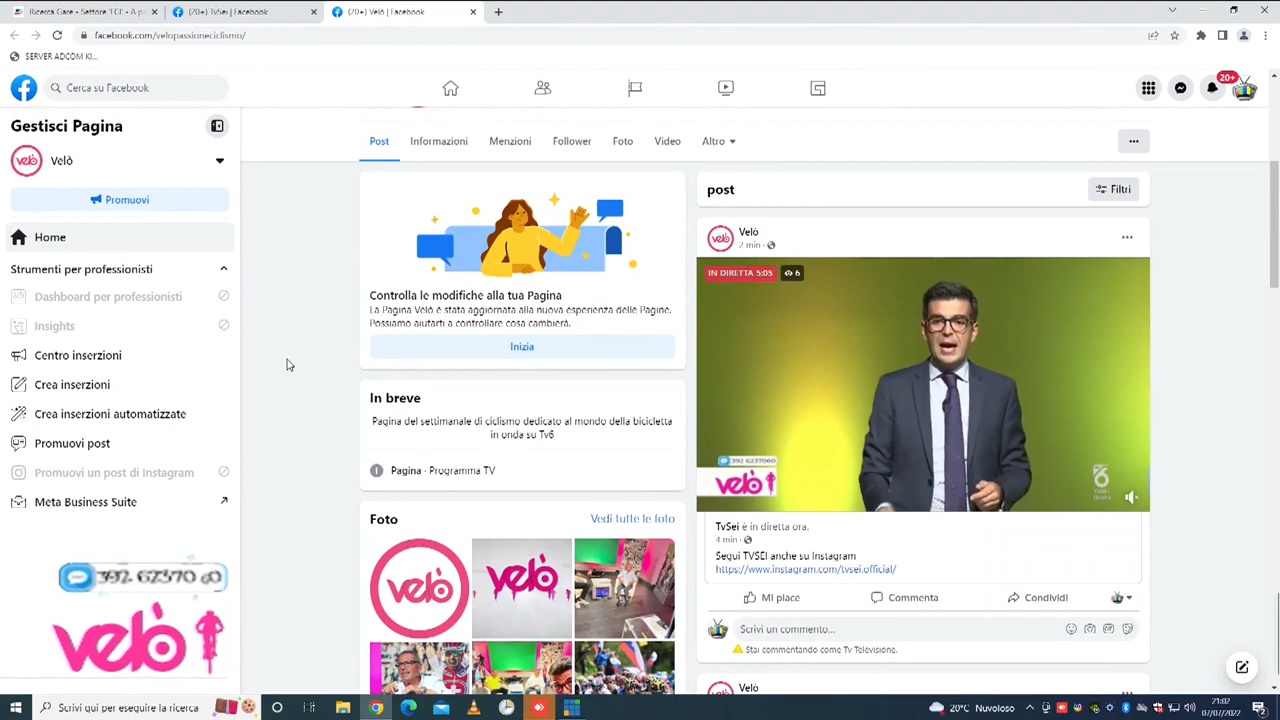 Ricerca Gare - Settore 'FCI' - A pa
(20+) TvSei | Facebook
(20+) Velò | Facebook
facebook.com/velopassioneciclismo/
SERVER ADCOM KI...
Cerca su Facebook
20+
Gestisci Pagina
Velò
Promuovi
Home
Strumenti per professionisti
Dashboard per professionisti
Insights
Centro inserzioni
Crea inserzioni
Crea inserzioni automatizzate
Promuovi post
Promuovi un post di Instagram
Meta Business Suite
392 6237060
velò
Post
Informazioni
Menzioni
Follower
Foto
Video
Altro
Controlla le modifiche alla tua Pagina
La Pagina Velò è stata aggiornata alla nuova esperienza delle Pagine.
Possiamo aiutarti a controllare cosa cambierà.
Inizia
In breve
Pagina del settimanale di ciclismo dedicato al mondo della bicicletta
in onda su Tv6
Pagina · Programma TV
Foto
Vedi tutte le foto
velò
velò
post
Filtri
Velò
2 min ·
IN DIRETTA 5:05
6
392 6237060
velò
TvSei è in diretta ora.
4 min ·
Segui TVSEI anche su Instagram
https://www.instagram.com/tvsei.official/
Mi piace
Commenta
Condividi
Scrivi un commento...
Stai commentando come Tv Televisione.
Velò
Scrivi qui per eseguire la ricerca
20°C Nuvoloso
21:02
07/07/2022